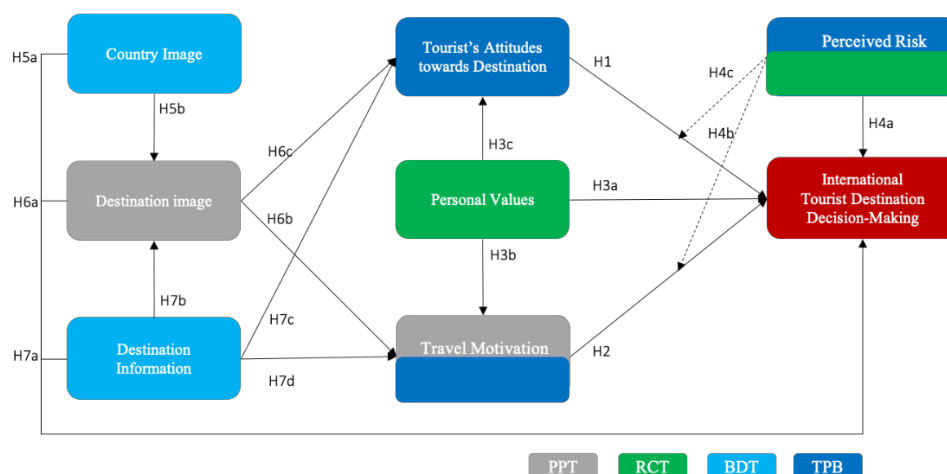 Country Image
Tourist's Attitudes
towards Destination
Perceived Risk
H5a
H1
H4c
H5b
H4b
H4a
H6c
H3c
Destination image
Personal Values
International
Tourist Destination
Decision-Making
H6a
H3a
H6b
H3b
H7b
H7c
Destination
Information
Travel Motivation
H7a
H7d
H2
PPT
RCT
BDT
TPB